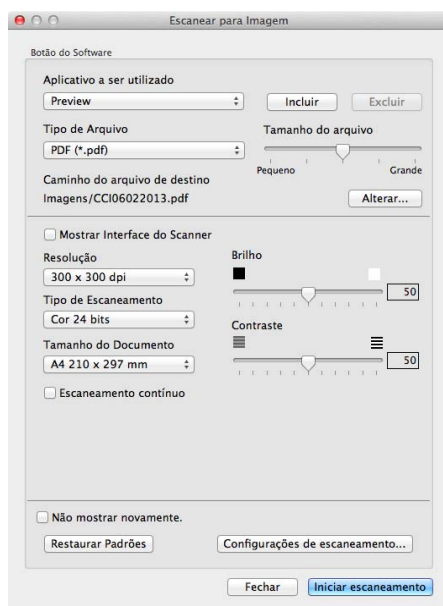 Escanear para Imagem
Botão do Software
Aplicativo a ser utilizado
Preview
Incluir
Excluir
Tipo de Arquivo
Tamanho do arquivo
PDF (*.pdf)
Pequeno
Grande
Caminho do arquivo de destino
Imagens/CCI06022013.pdf
Alterar...
Mostrar Interface do Scanner
Resolução
Brilho
300 x 300 dpi
50
Tipo de Escaneamento
Cor 24 bits
Contraste
Tamanho do Documento
A4 210 x 297 mm
50
Escaneamento contínuo
Não mostrar novamente.
Restaurar Padrões
Configurações de escaneamento...
Fechar
Iniciar escaneamento